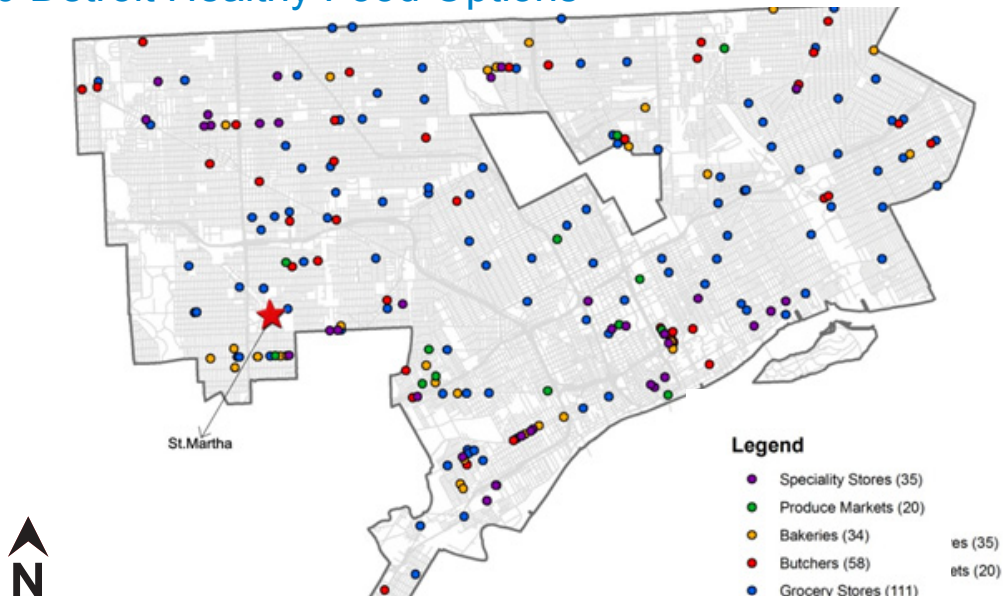 Detroit Healthy Food Options
St.Martha
Legend
Speciality Stores (35)
Produce Markets (20)
Bakeries (34)
Butchers (58)
Grocery Stores (111)
es (35)
ets (20)
N